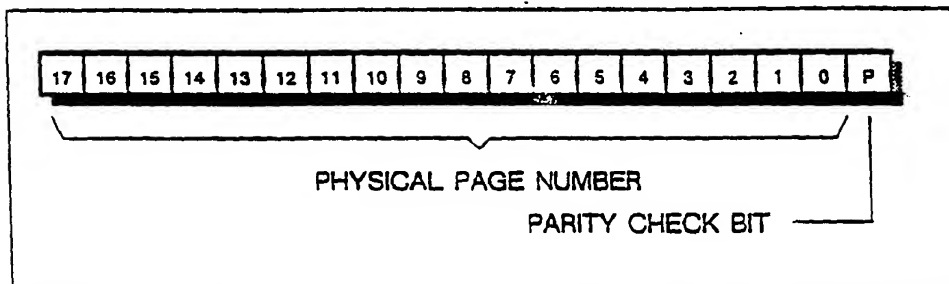 17 16 15 14 13 12 11 10 9 8 7 6 5 4 3 2 1 0 P
PHYSICAL PAGE NUMBER
PARITY CHECK BIT